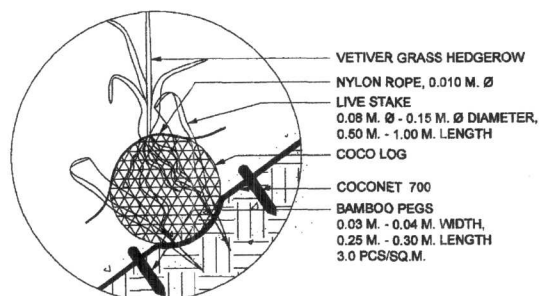 VETIVER GRASS HEDGEROW
NYLON ROPE, 0.010 M. Ø
LIVE STAKE
0.08 M. Ø - 0.15 M. Ø DIAMETER,
0.50 M. - 1.00 M. LENGTH
COCO LOG
COCONET 700
BAMBOO PEGS
0.03 M. - 0.04 M. WIDTH,
0.25 M. - 0.30 M. LENGTH
3.0 PCS/SQ.M.